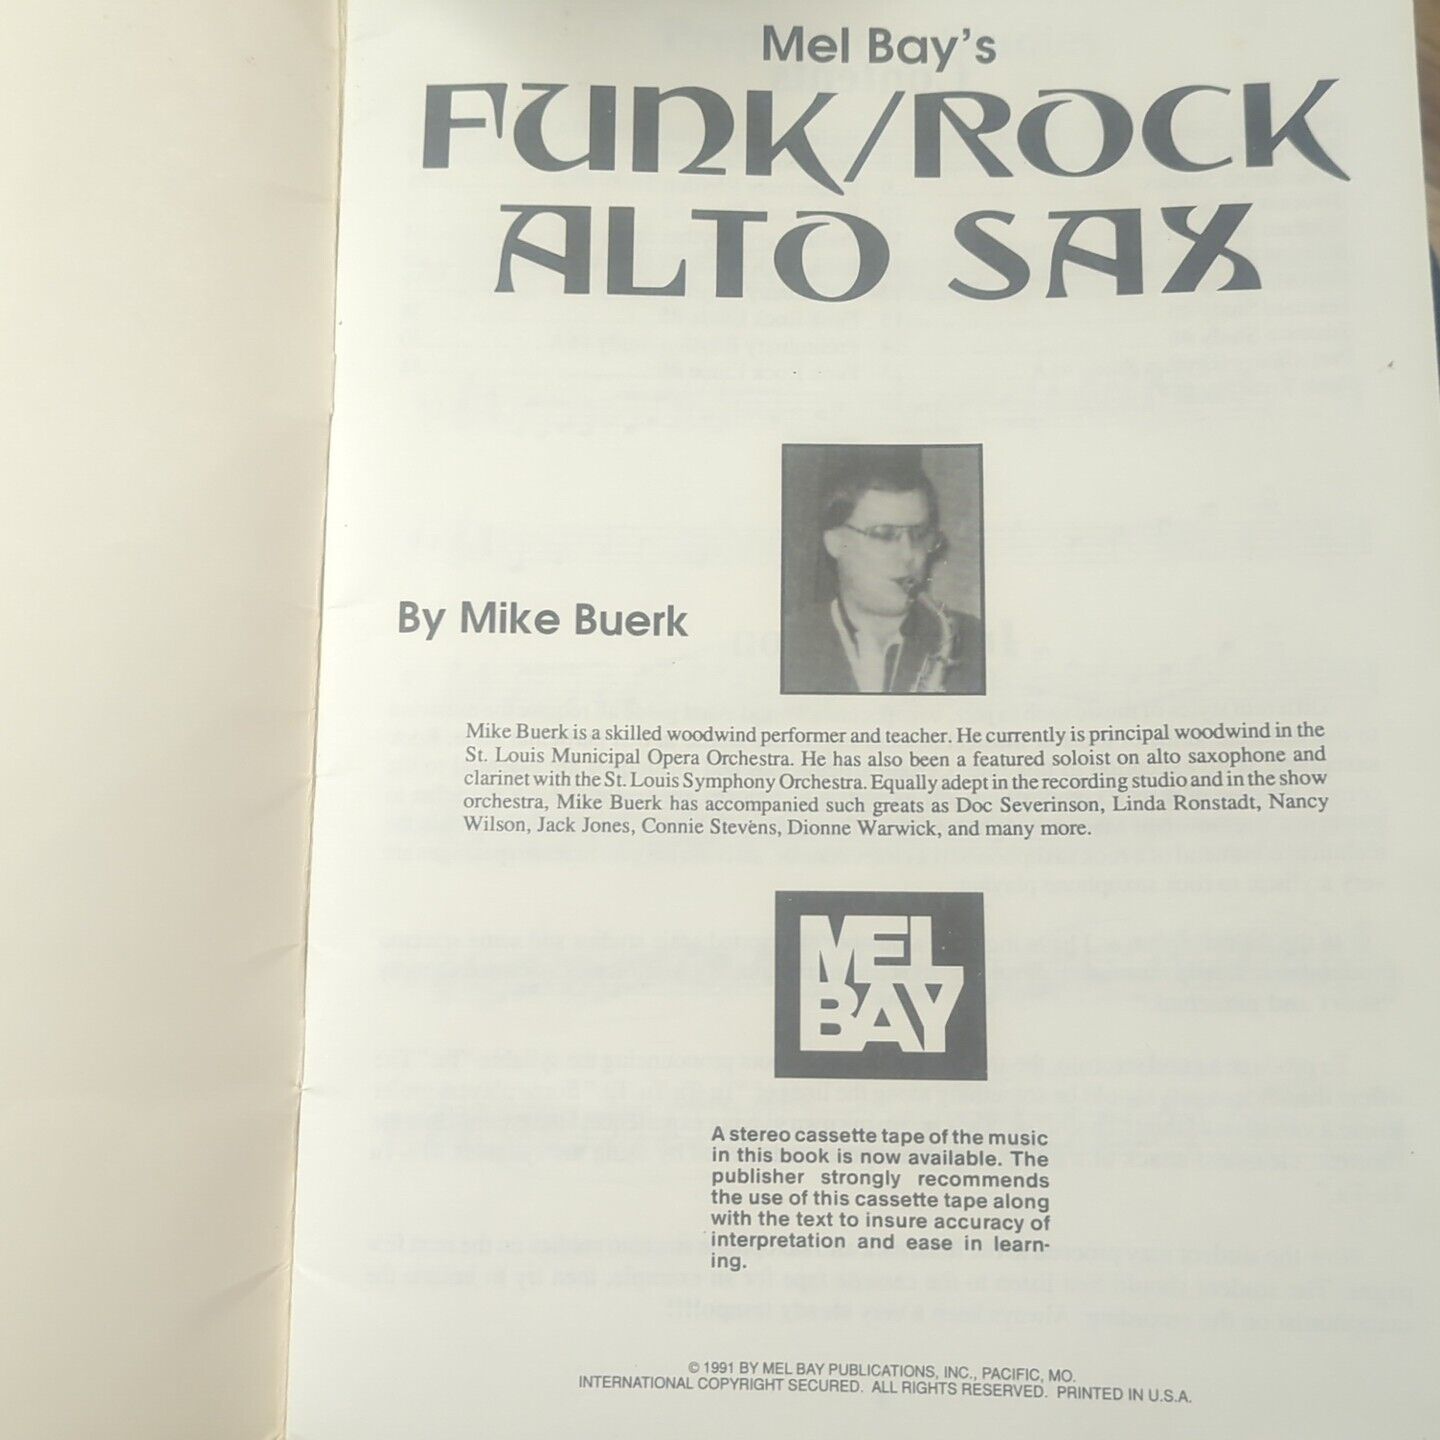 Mel Bay's
FUNK/ROCK
ALTO SAX
By Mike Buerk
Mike Buerk is a skilled woodwind performer and teacher. He currently is principal woodwind in the
St. Louis Municipal Opera Orchestra. He has also been a featured soloist on alto saxophone and
clarinet with the St. Louis Symphony Orchestra. Equally adept in the recording studio and in the show
orchestra, Mike Buerk has accompanied such greats as Doc Severinson, Linda Ronstadt, Nancy
Wilson, Jack Jones, Connie Stevens, Dionne Warwick, and many more.
MEL
BAY
A stereo cassette tape of the music
in this book is now available. The
publisher strongly recommends
the use of this cassette tape along
with the text to insure accuracy of
interpretation and ease in learn-
ing.
© 1991 BY MEL BAY PUBLICATIONS, INC., PACIFIC, MO.
INTERNATIONAL COPYRIGHT SECURED. ALL RIGHTS RESERVED. PRINTED IN U.S.A.